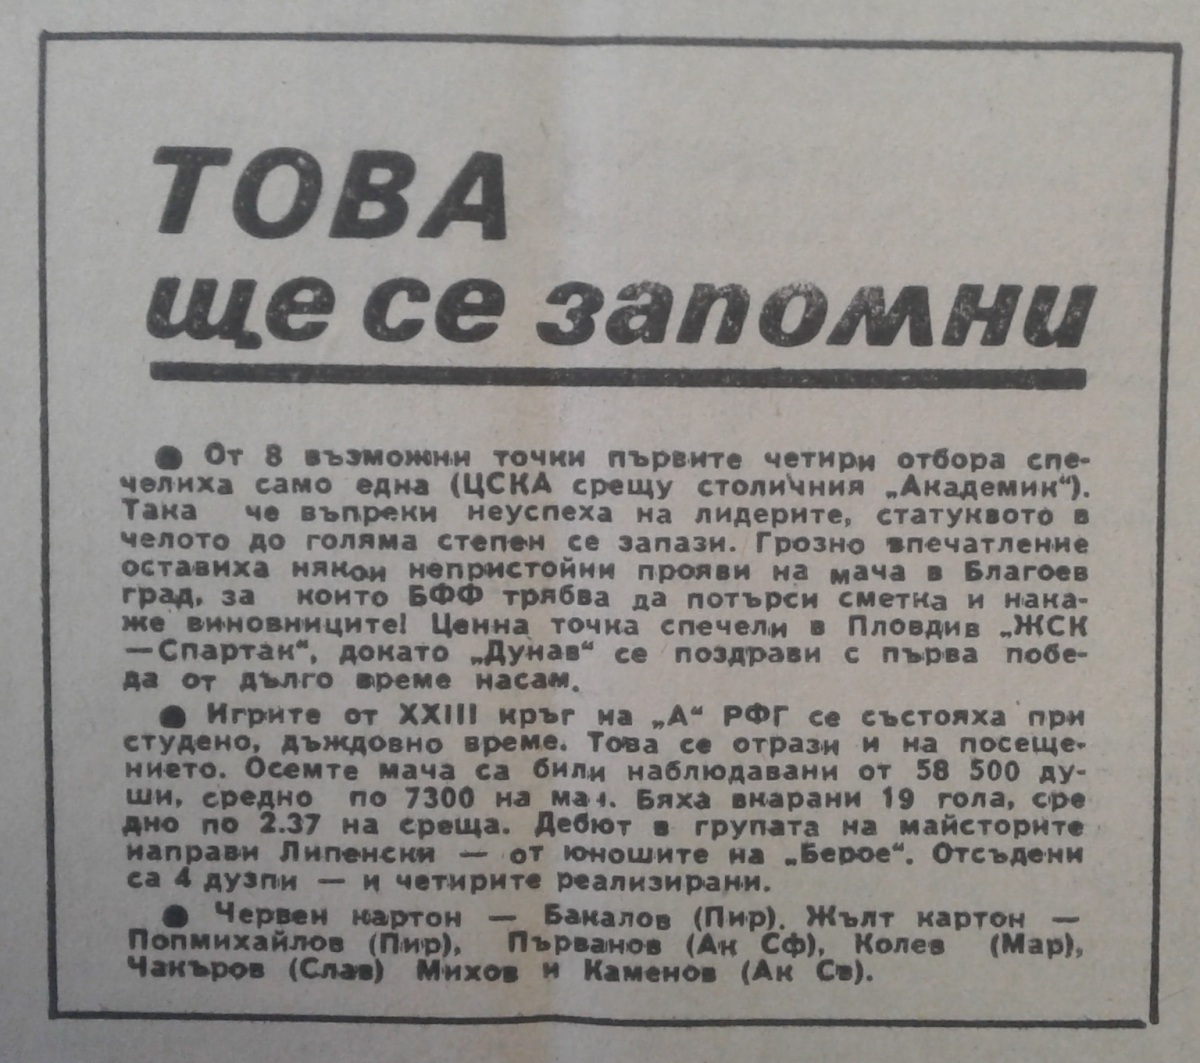 ТОВА
ще се запомни
● От 8 възможни точки първите четири отбора спе-
челиха само една (ЦСКА срещу столичния „Академик“).
Така че въпреки неуспеха на лидерите, статуквото в
челото до голяма степен се запази. Грозно впечатление
оставиха някои непристойни прояви на мача в Благоев
град, за които БФФ трябва да потърси сметка и нака-
же виновниците! Ценна точка спечели в Пловдив „ЖСК
—Спартак“, докато „Дунав“ се поздрави с първа побе-
да от дълго време насам.
● Игрите от XXIII кръг на „А“ РФГ се състояха при
студено, дъждовно време. Това се отрази и на посеще-
нието. Осемте мача са били наблюдавани от 58 500 ду-
ши, средно по 7300 на мач. Бяха вкарани 19 гола, сре
дно по 2.37 на среща. Дебют в групата на майсторите
направи Липенски — от юношите на „Берое“. Отсъдени
са 4 дузпи — и четирите реализирани.
● Червен картон — Бакалов (Пир). Жълт картон —
Попмихайлов (Пир), Първанов (Ак Сф), Колев (Мар),
Чакъров (Слав) Михов и Каменов (Ак Св).